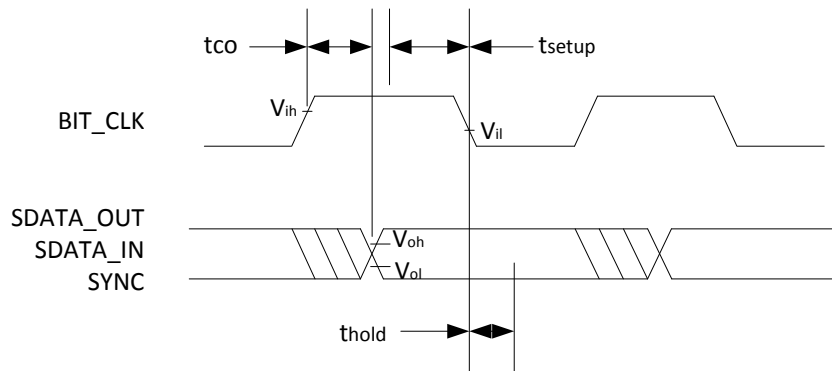 tco
tsetup
Vih
BIT_CLK
Vil
SDATA_OUT
SDATA_IN
SYNC
Voh
Vol
thold